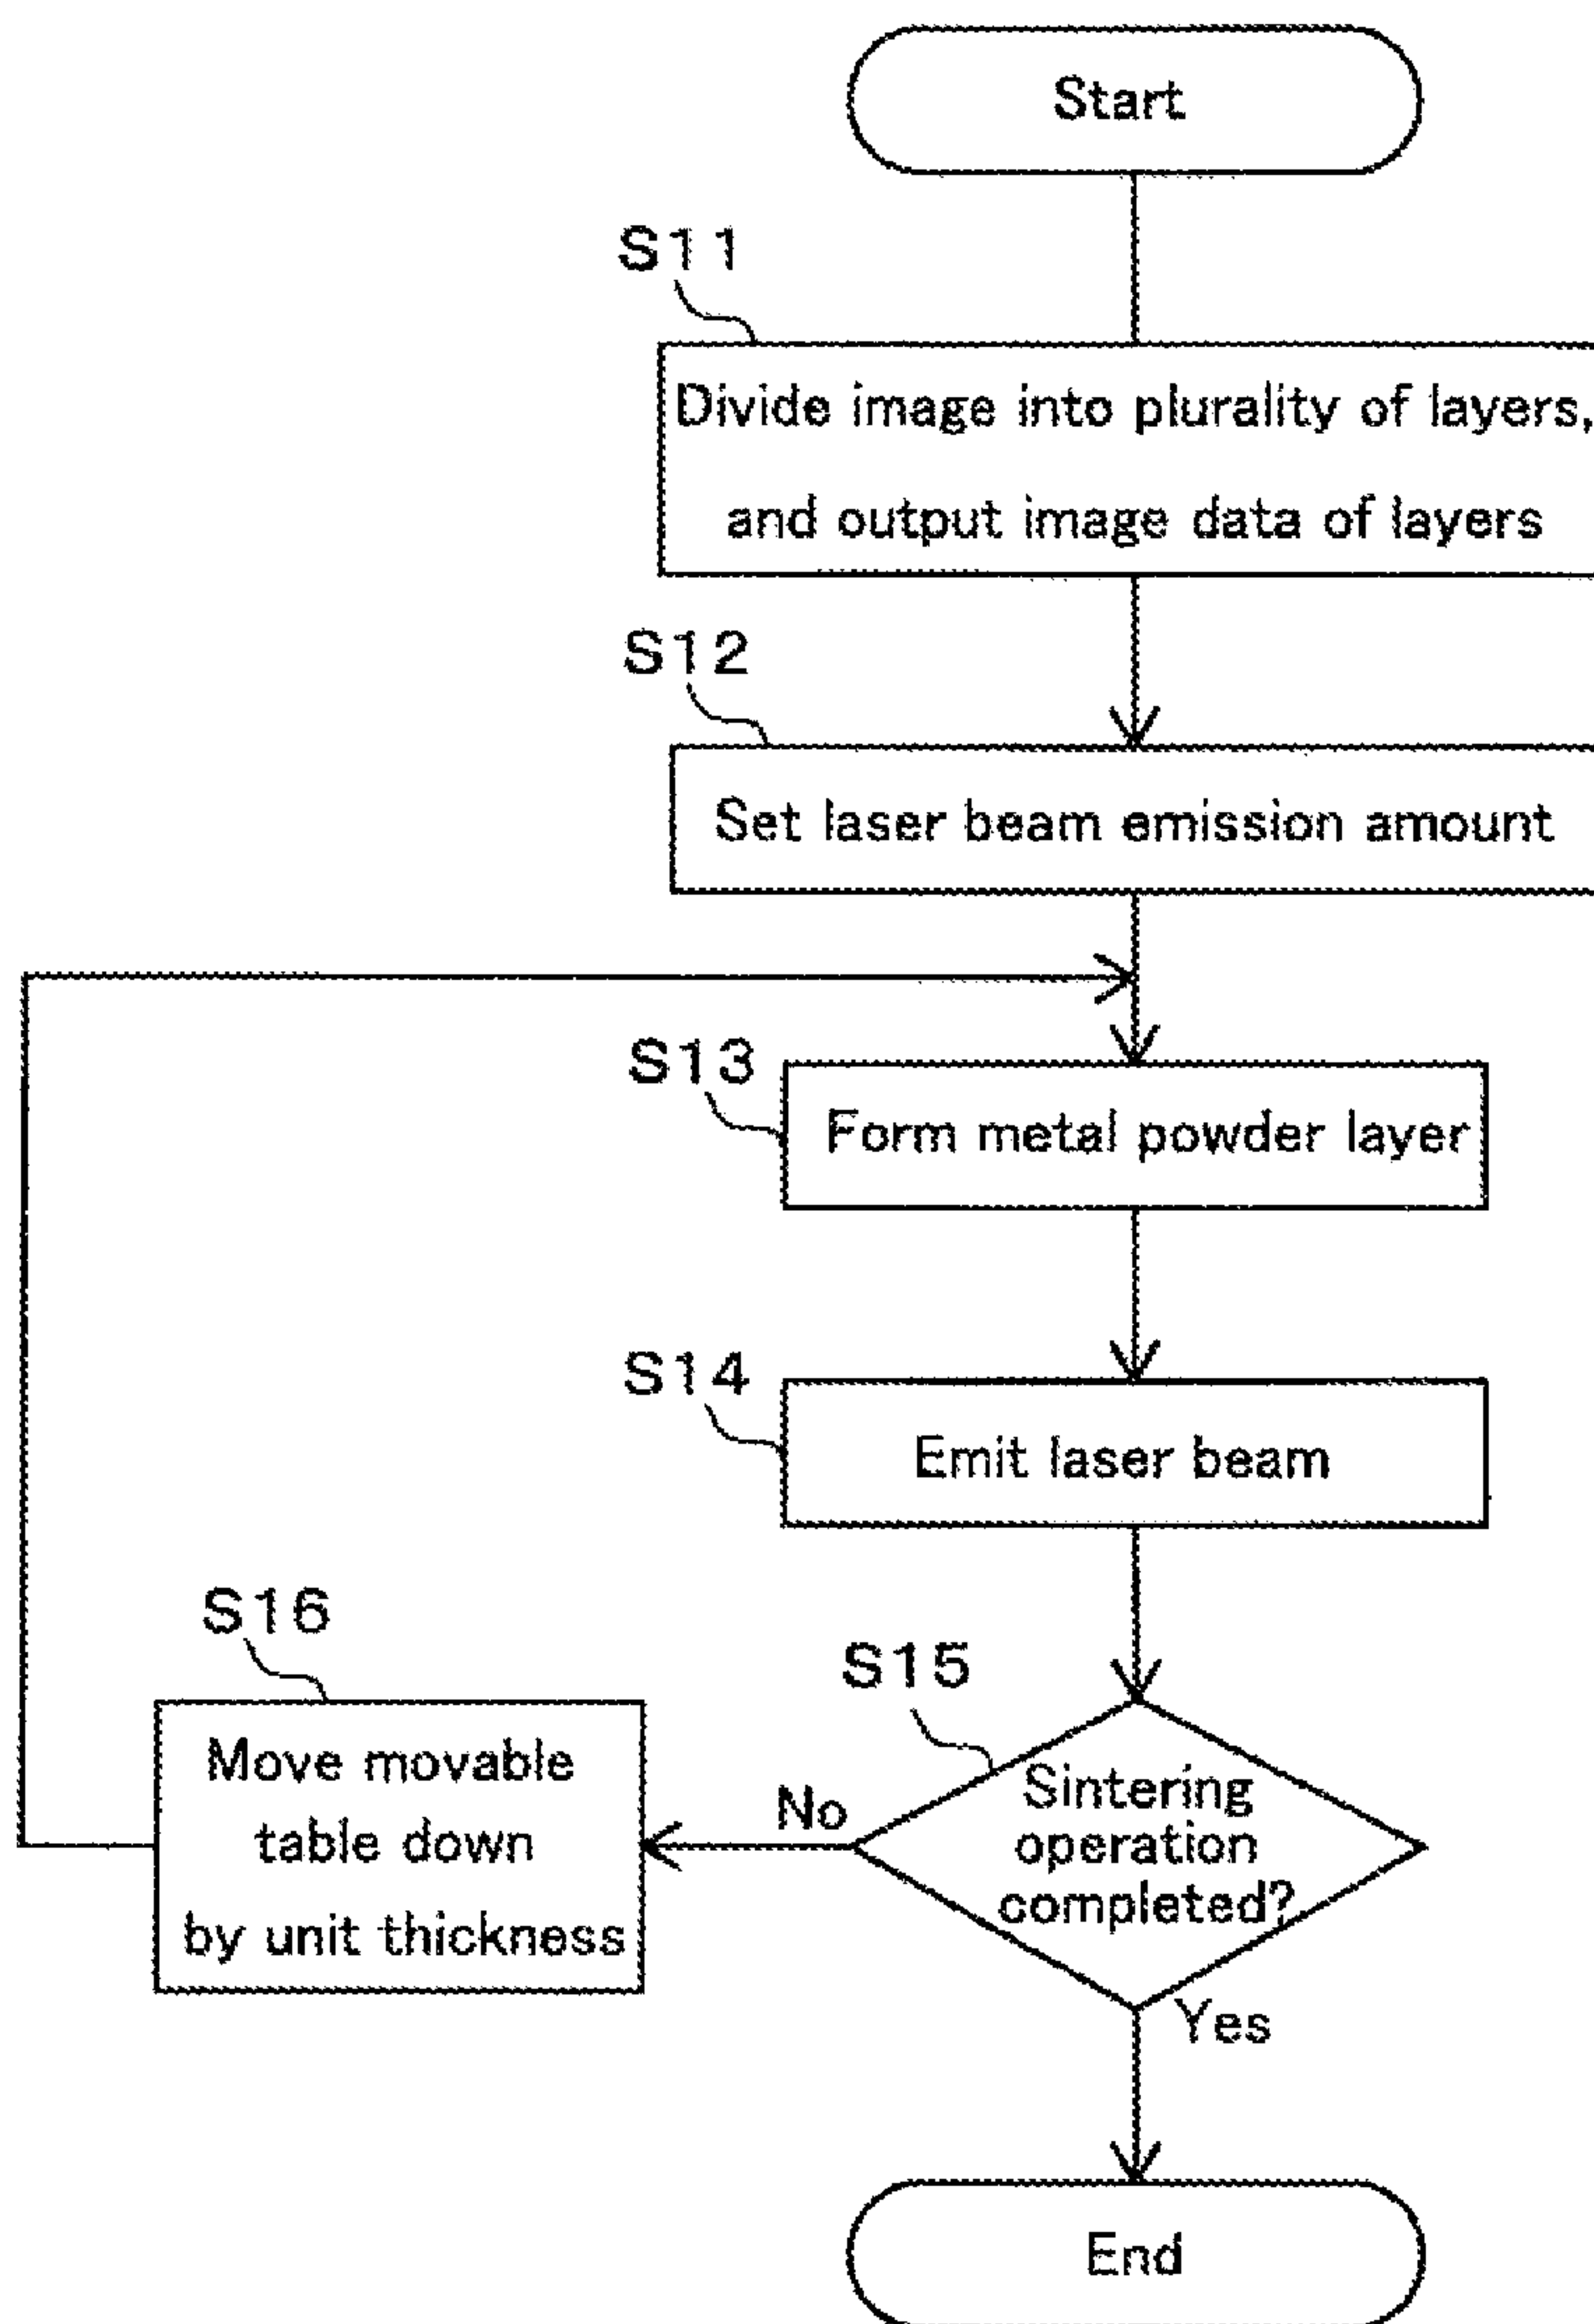 Start
S11
Divide image into plurality of layers,
and output image data of layers
S12
Set laser beam emission amount
S13
Form metal powder layer
S14
Emit laser beam
S16
Move movable
table down
by unit thickness
No
S15
Sintering
operation
completed?
Yes
End